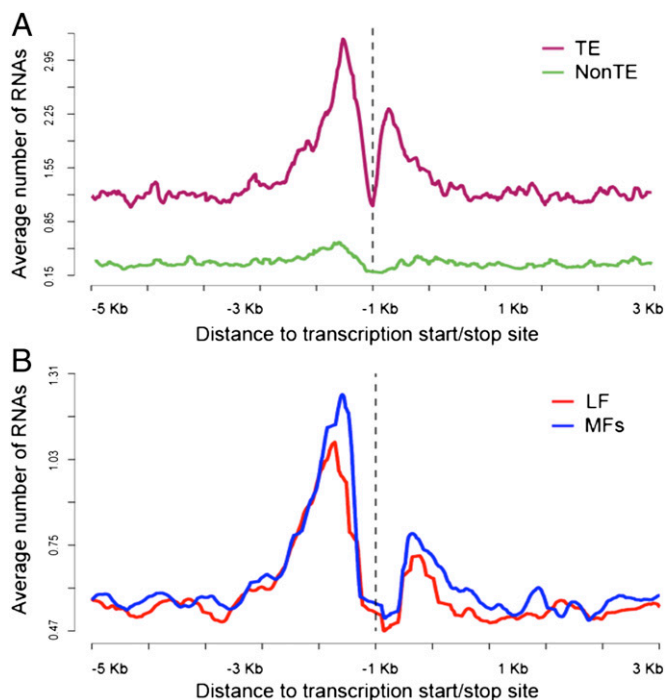 A
TE
NonTE
Average number of RNAs
2.95
2.25
1.55
0.85
0.15
-5 Kb
-3 Kb
-1 Kb
1 Kb
3 Kb
Distance to transcription start/stop site
B
LF
MFs
Average number of RNAs
1.31
1.03
0.75
0.47
-5 Kb
-3 Kb
-1 Kb
1 Kb
3 Kb
Distance to transcription start/stop site